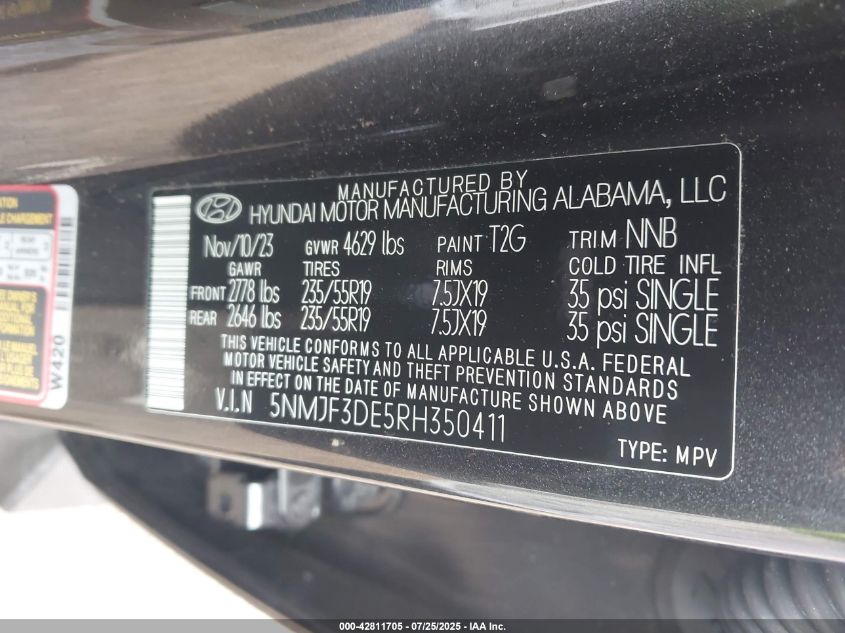 MANUFACTURED BY
HYUNDAI MOTOR MANUFACTURING ALABAMA, LLC
Nov/10/23 GVWR 4629 lbs PAINT T2G TRIM NNB
GAWR TIRES RIMS COLD TIRE INFL
FRONT 2778 lbs 235/55R19 7.5JX19 35 psi SINGLE
REAR 2646 lbs 235/55R19 7.5JX19 35 psi SINGLE
THIS VEHICLE CONFORMS TO ALL APPLICABLE U.S.A. FEDERAL
MOTOR VEHICLE SAFETY AND THEFT PREVENTION STANDARDS
IN EFFECT ON THE DATE OF MANUFACTURE SHOWN ABOVE
V.I.N 5NMJF3DE5RH350411
TYPE: MPV
W420
000-42811705 - 07/25/2025 - IAA Inc.